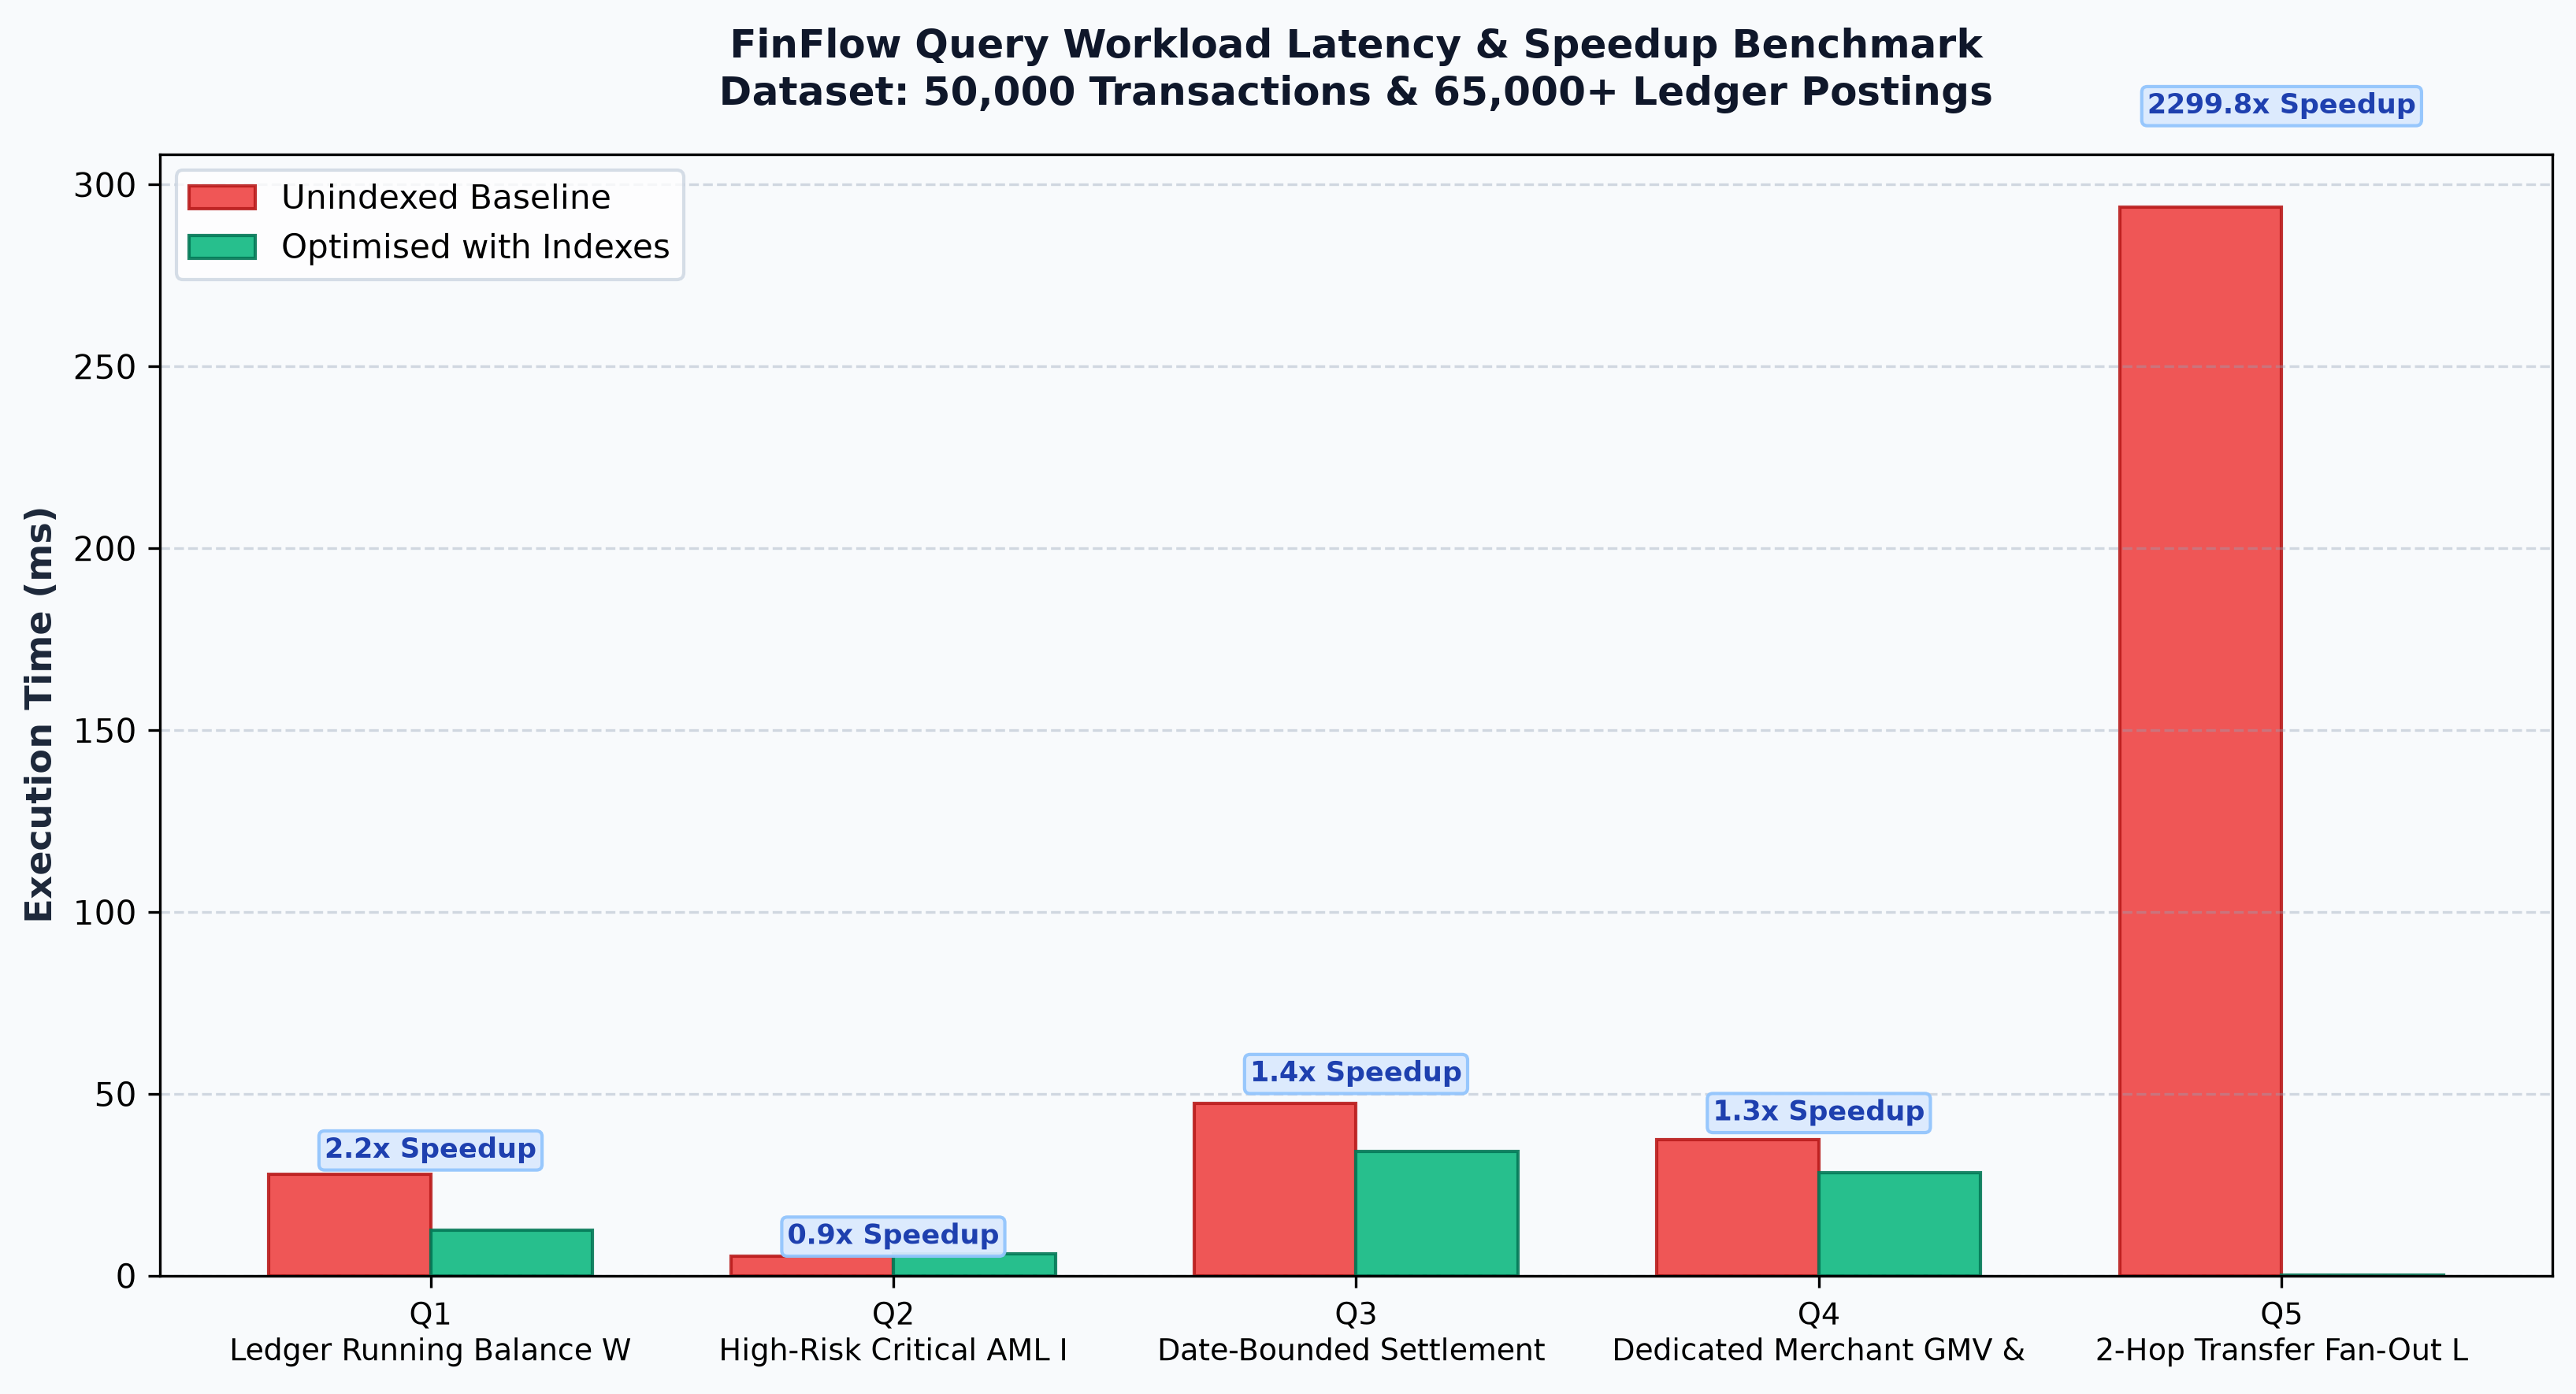 FinFlow Query Workload Latency & Speedup Benchmark
Dataset: 50,000 Transactions & 65,000+ Ledger Postings
2299.8x Speedup
Unindexed Baseline
Optimised with Indexes
Execution Time (ms)
300
250
200
150
100
50
0
2.2x Speedup
0.9x Speedup
1.4x Speedup
1.3x Speedup
Q1
Ledger Running Balance W
Q2
High-Risk Critical AML I
Q3
Date-Bounded Settlement
Q4
Dedicated Merchant GMV &
Q5
2-Hop Transfer Fan-Out L